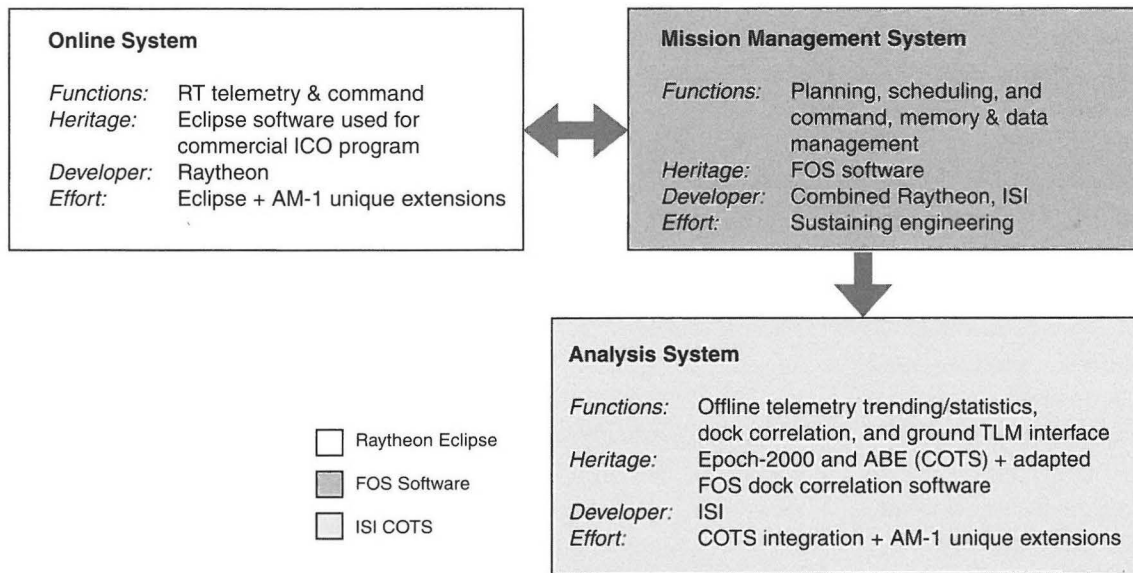 Online System
Functions: RT telemetry & command
Heritage: Eclipse software used for
commercial ICO program
Developer: Raytheon
Effort: Eclipse + AM-1 unique extensions
Mission Management System
Functions: Planning, scheduling, and
command, memory & data
management
Heritage: FOS software
Developer: Combined Raytheon, ISI
Effort: Sustaining engineering
Analysis System
Functions: Offline telemetry trending/statistics,
dock correlation, and ground TLM interface
Heritage: Epoch-2000 and ABE (COTS) + adapted
FOS dock correlation software
Developer: ISI
Effort: COTS integration + AM-1 unique extensions
Raytheon Eclipse
FOS Software
ISI COTS